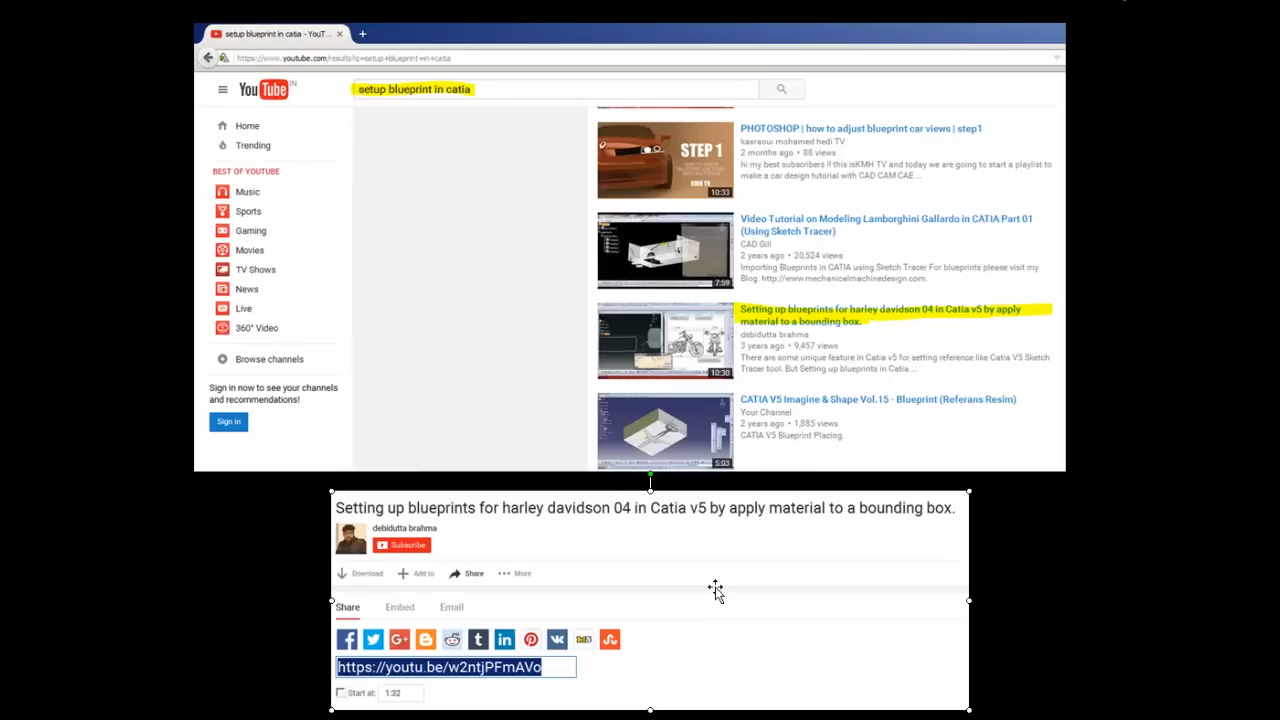 setup blueprint in catia - YouT...
https://www.youtube.com/results?q=setup+blueprint+in+catia
YouTube IN
setup blueprint in catia
Home
Trending
BEST OF YOUTUBE
Music
Sports
Gaming
Movies
TV Shows
News
Live
360° Video
Browse channels
Sign in now to see your channels
and recommendations!
Sign in
STEP 1
KMR TV
10:33
PHOTOSHOP | how to adjust blueprint car views | step1
kasraoui mohamed hedi TV
2 months ago • 88 views
hi my best subscribers !! this isKMH TV and today we are going to start a playlist to
make a car design tutorial with CAD CAM CAE ...
7:59
Video Tutorial on Modeling Lamborghini Gallardo in CATIA Part 01
(Using Sketch Tracer)
CAD Gill
2 years ago • 20,524 views
Importing Blueprints in CATIA using Sketch Tracer For blueprints please visit my
Blog. http://www.mechanicalmachinedesign.com.
10:30
Setting up blueprints for harley davidson 04 in Catia v5 by apply
material to a bounding box.
debidutta brahma
3 years ago • 9,457 views
There are some unique feature in Catia v5 for setting reference like Catia V5 Sketch
Tracer tool. But Setting up blueprints in Catia ...
5:03
CATIA V5 Imagine & Shape Vol.15 - Blueprint (Referans Resim)
Your Channel
2 years ago • 1,885 views
CATIA V5 Blueprint Placing.
Setting up blueprints for harley davidson 04 in Catia v5 by apply material to a bounding box.
debidutta brahma
Subscribe
Download Add to Share More
Share Embed Email
https://youtu.be/w2ntjPFmAVo
Start at: 1:32